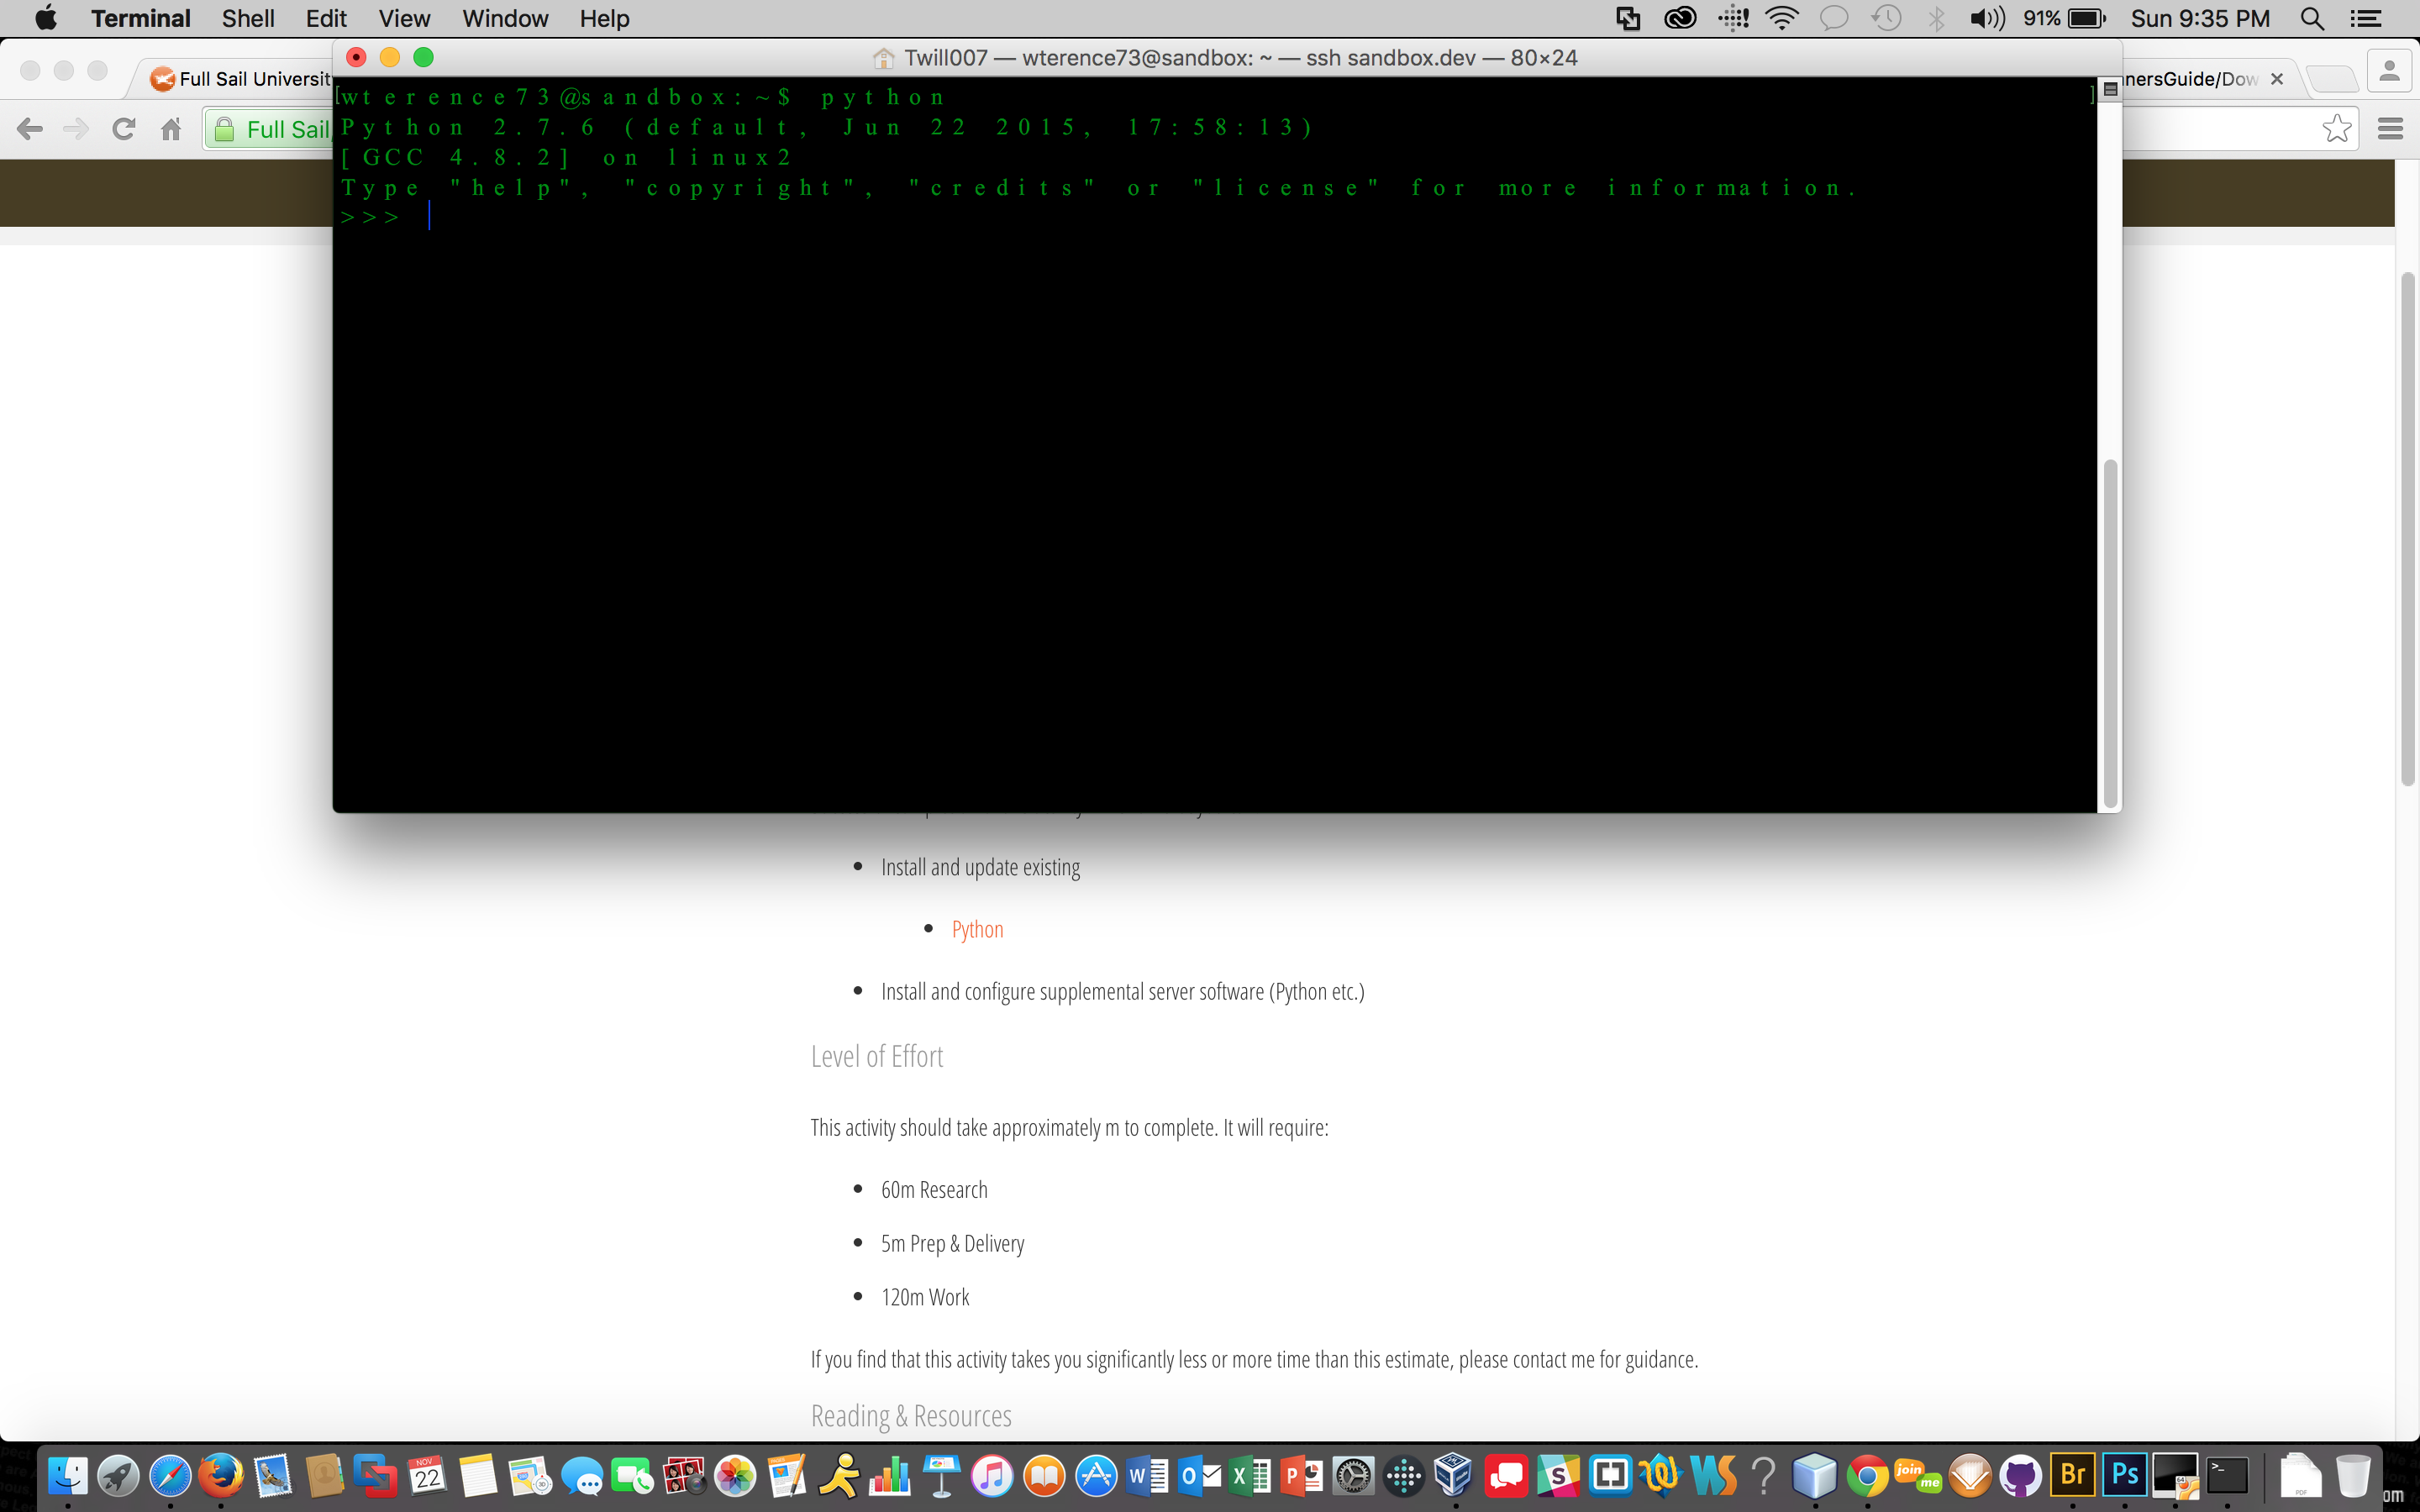 Terminal Shell Edit View Window Help 91% Sun 9:35 PM
Twill007 — wterence73@sandbox: ~ — ssh sandbox.dev — 80×24
Full Sail Universit nersGuide/Dow
Full Sail
[wterence73@sandbox:~$ python ]
Python 2.7.6 (default, Jun 22 2015, 17:58:13)
[GCC 4.8.2] on linux2
Type "help", "copyright", "credits" or "license" for more information.
>>>
Install and update existing
Python
Install and configure supplemental server software (Python etc.)
Level of Effort
This activity should take approximately m to complete. It will require:
60m Research
5m Prep & Delivery
120m Work
If you find that this activity takes you significantly less or more time than this estimate, please contact me for guidance.
Reading & Resources
NOV
22
W O X P S WS ? join me Br Ps >_ PDF
om